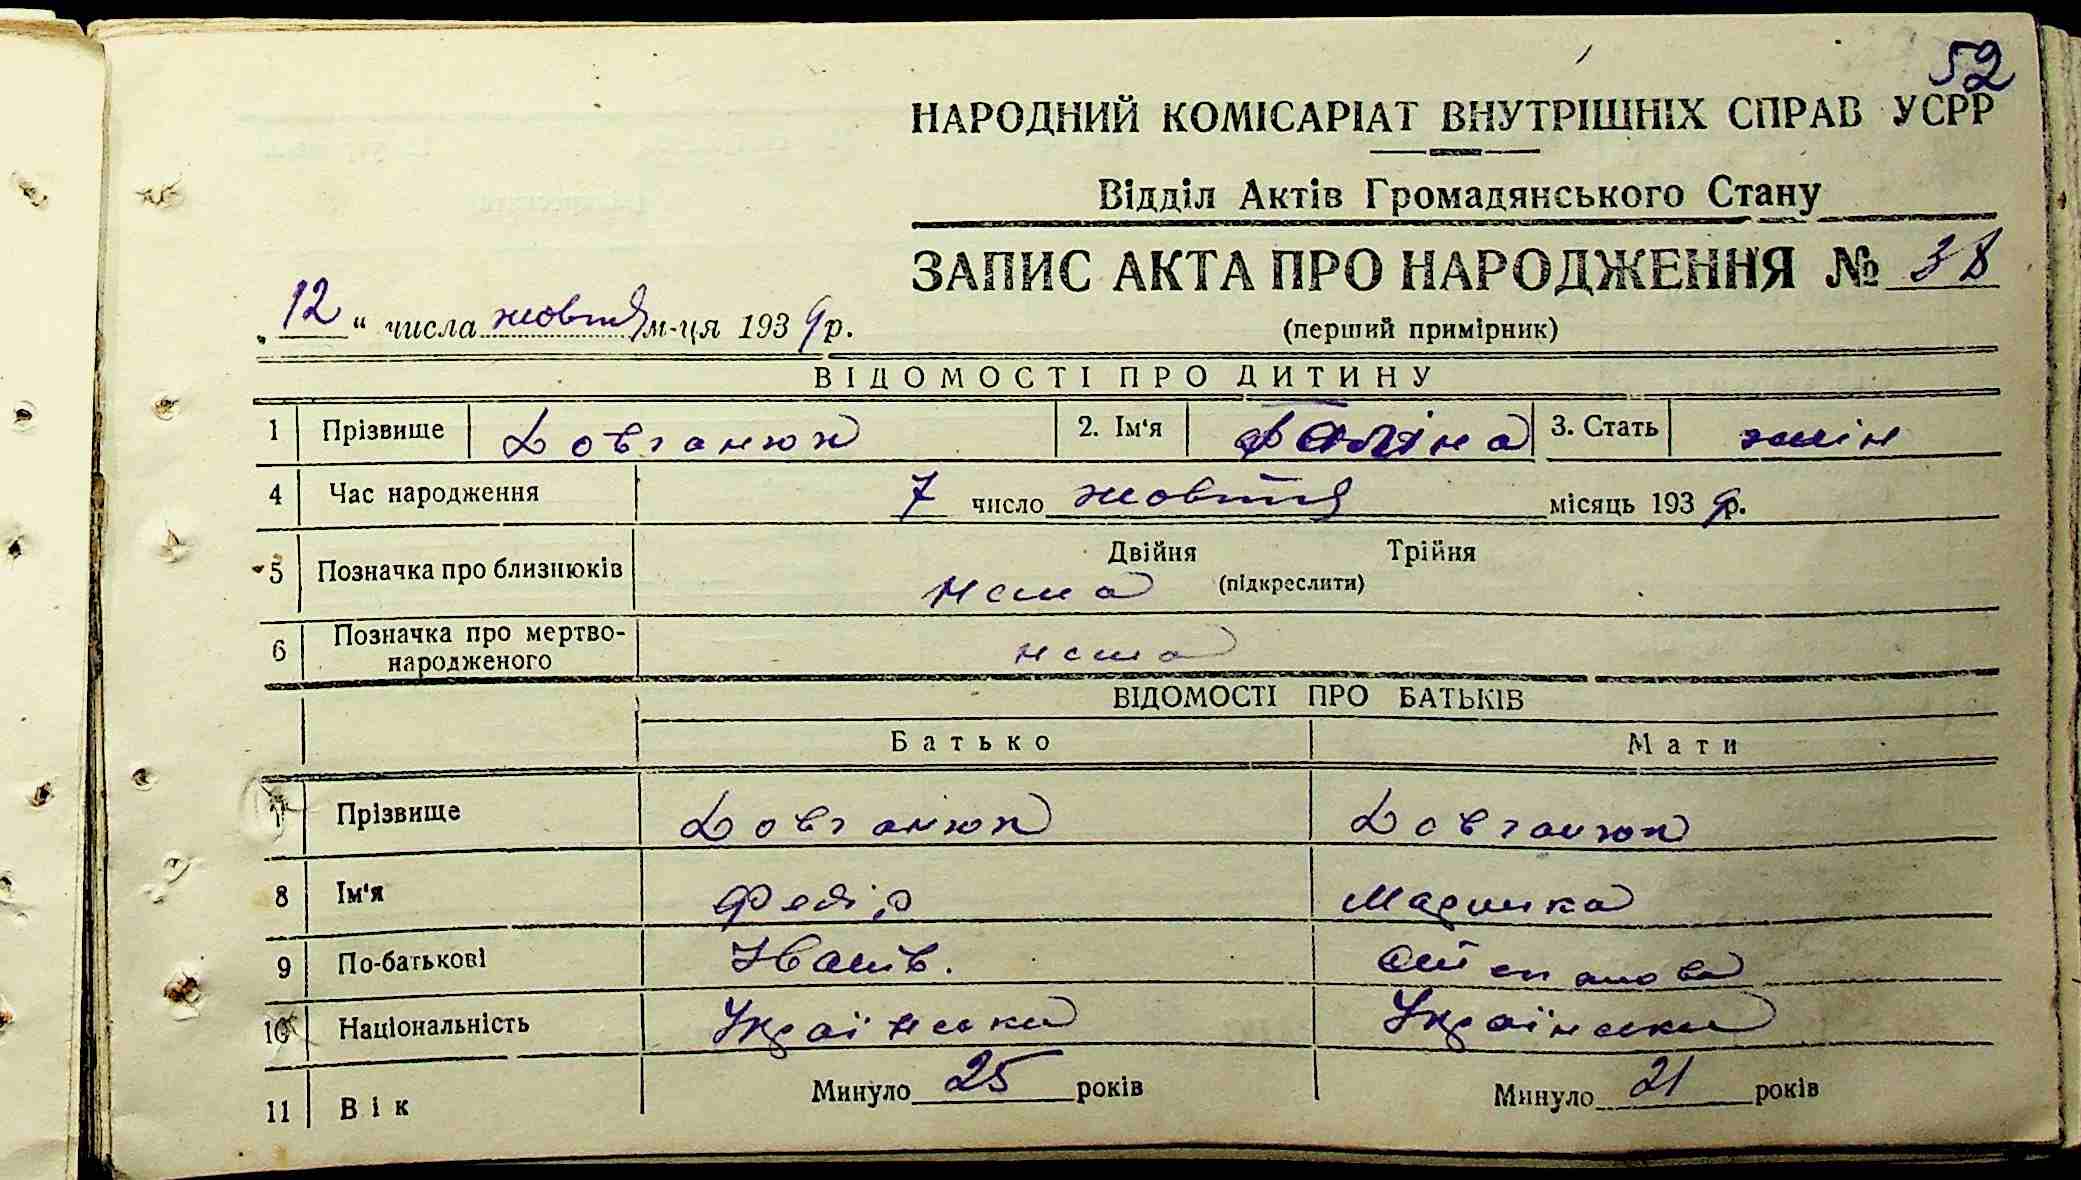 52
НАРОДНИЙ КОМІСАРІАТ ВНУТРІШНІХ СПРАВ УСРР
Відділ Актів Громадянського Стану
ЗАПИС АКТА ПРО НАРОДЖЕННЯ № 38
„12“ числа жовтня м-ця 1939 р.
(перший примірник)
ВІДОМОСТІ ПРО ДИТИНУ
1 Прізвище Довганюк 2. Ім'я Галіна 3. Стать жін
4 Час народження 7 число жовтня місяць 1939 р.
5 Позначка про близнюків нема Двійня Трійня (підкреслити)
6 Позначка про мертвонародженого нема
ВІДОМОСТІ ПРО БАТЬКІВ
Батько Мати
7 Прізвище Довганюк Довганюк
8 Ім'я Федір Маринка
9 По-батькові Іванів. Степанова
10 Національність Українська Українська
11 Вік Минуло 25 років Минуло 21 років